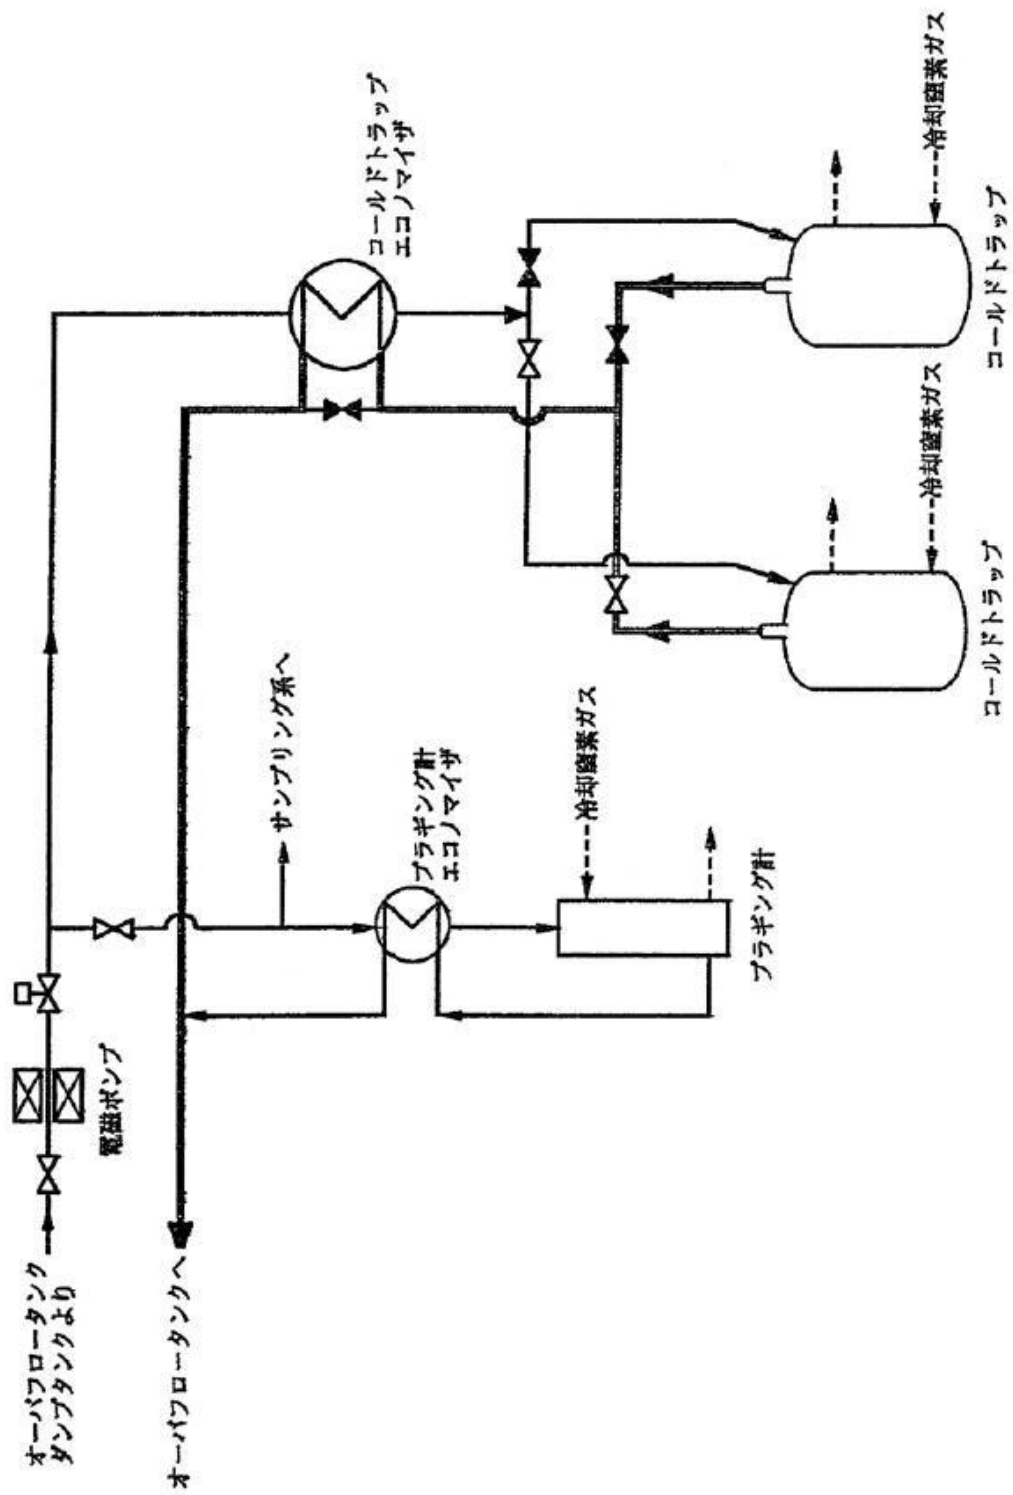 オーバフロータンク
ダンプタンクより
オーバフロータンクへ
電磁ポンプ
サンプリング系へ
プラギング計
エコノマイザ
冷却窒素ガス
プラギング計
コールドトラップ
エコノマイザ
冷却窒素ガス
コールドトラップ
冷却窒素ガス
コールドトラップ